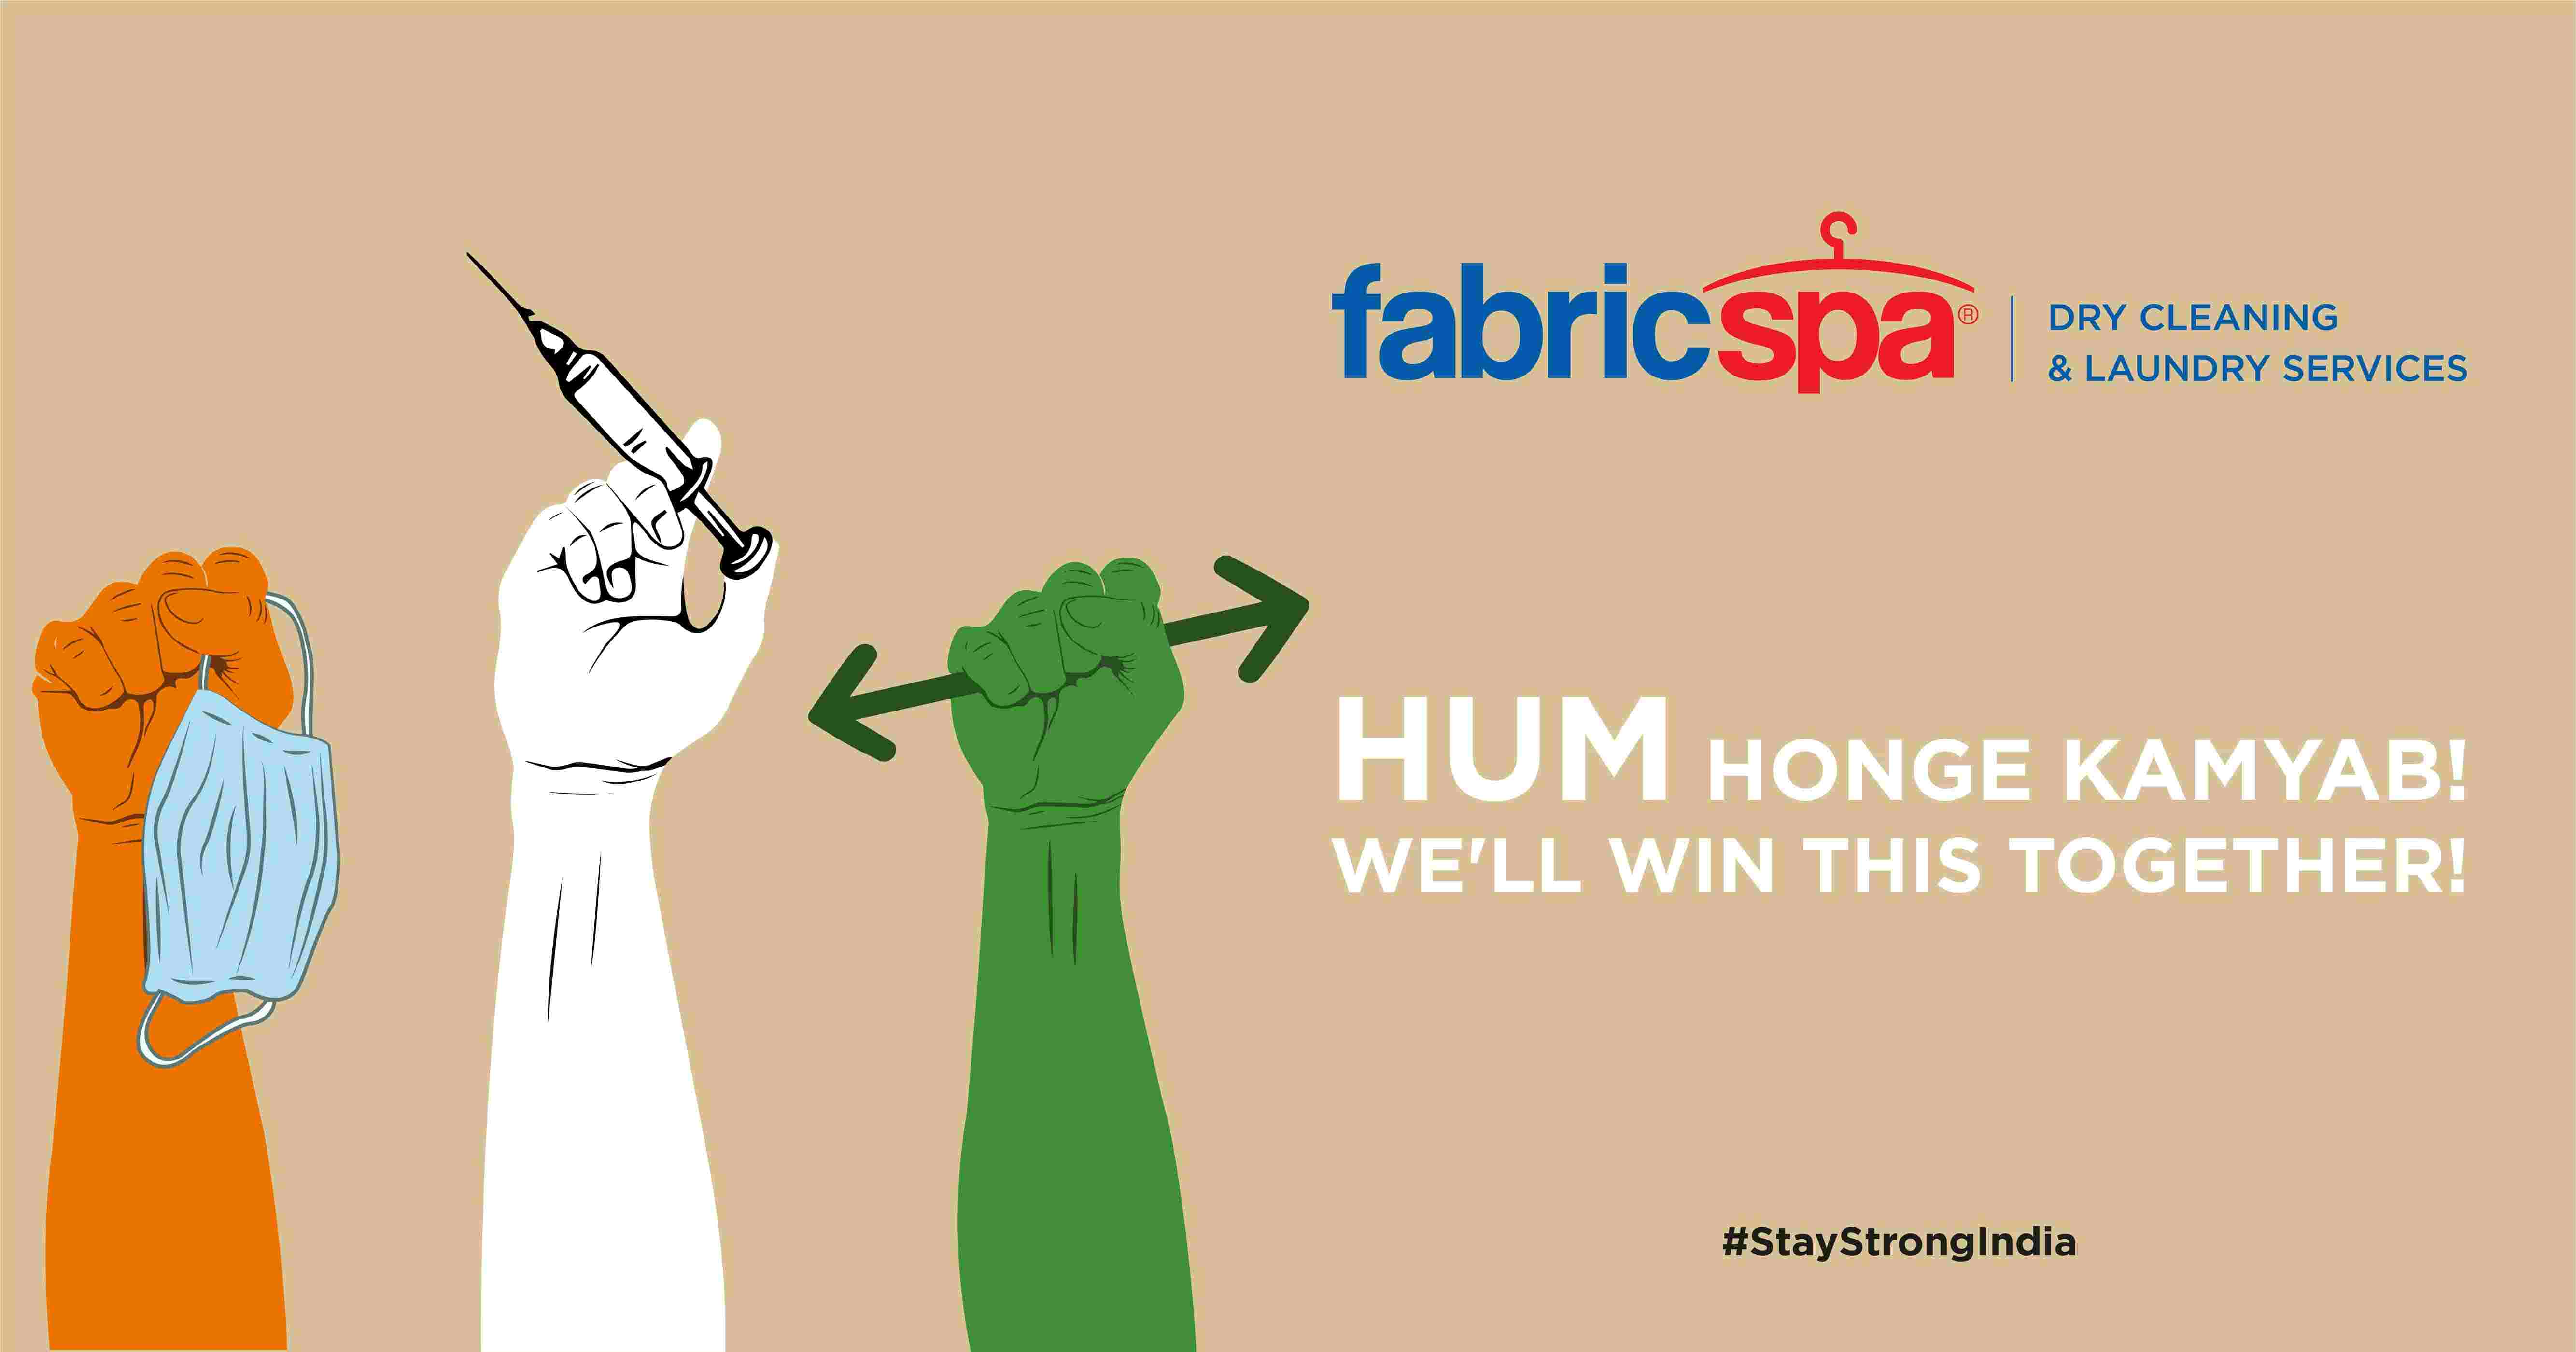 fabricspa®
DRY CLEANING
& LAUNDRY SERVICES
HUM HONGE KAMYAB!
WE'LL WIN THIS TOGETHER!
#StayStrongIndia